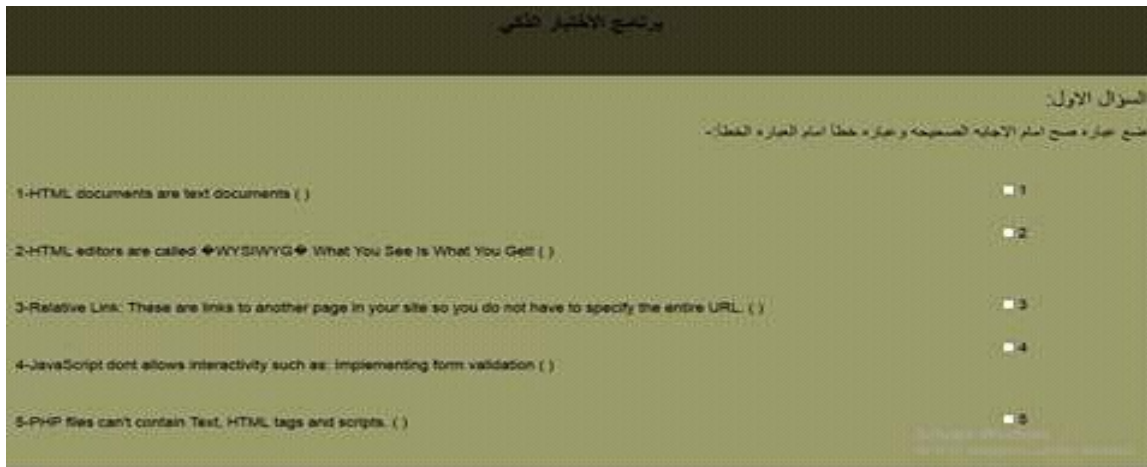 برنامج الاختبار الذكي
السؤال الاول:
ضع عباره صح امام الاجابه الصحيحه وعباره خطأ امام العباره الخطأ:-
1-HTML documents are text documents ( )
1
2-HTML editors are called �WYSIWYG� What You See Is What You Get! ( )
2
3-Relative Link: These are links to another page in your site so you do not have to specify the entire URL. ( )
3
4-JavaScript dont allows interactivity such as: Implementing form validation ( )
4
5-PHP files can't contain Text, HTML tags and scripts. ( )
5